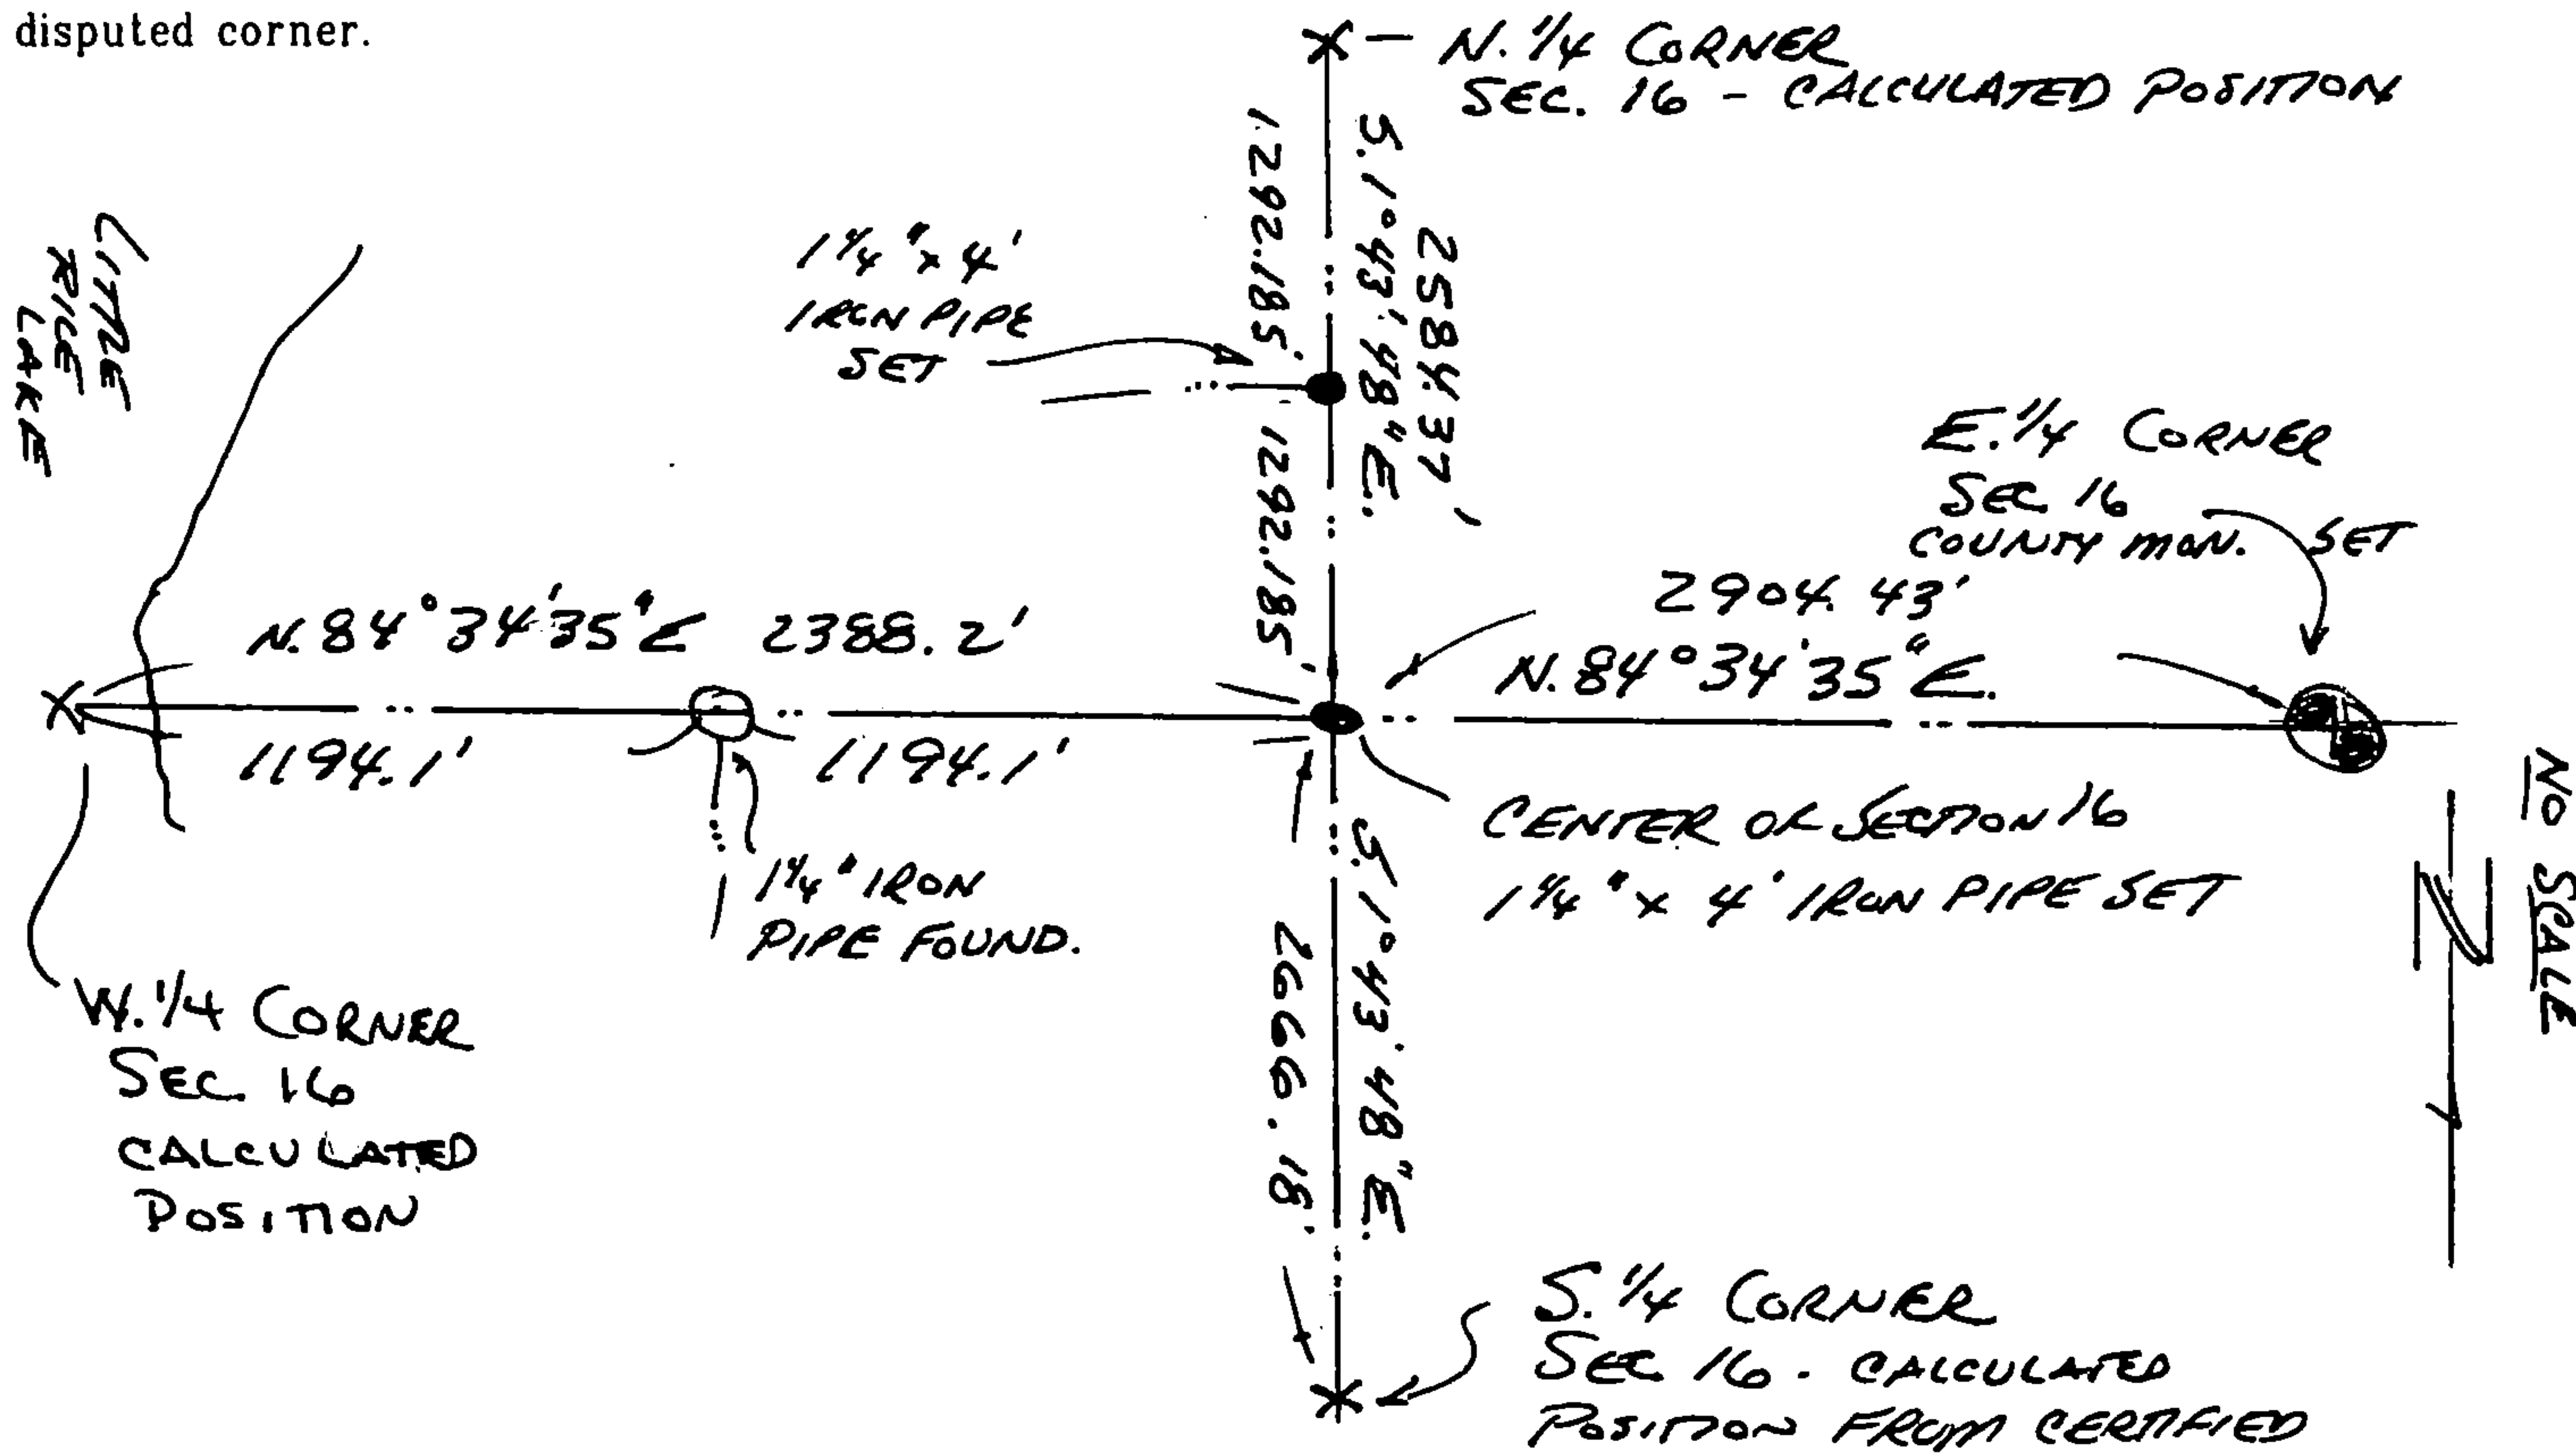 disputed corner.
N. 1/4 CORNER
SEC. 16 - CALCULATED POSITION
1292.185'
S. 1° 43' 48" E.
2584.37'
LITTLE
RICE
LAKE
1 1/4" x 4'
IRON PIPE
SET
1292.185'
E. 1/4 CORNER
SEC 16
COUNTY MON. SET
N. 84° 34' 35" E 2388.2'
2904.43'
N. 84° 34' 35" E.
1194.1'
1194.1'
CENTER OF SECTION 16
1 1/4" x 4' IRON PIPE SET
1 1/4" IRON
PIPE FOUND.
NO SCALE
N
W. 1/4 CORNER
SEC 16
CALCULATED
POSITION
S. 1° 43' 48" E.
2666.18'
S. 1/4 CORNER
SEC 16 - CALCULATED
POSITION FROM CERTIFIED